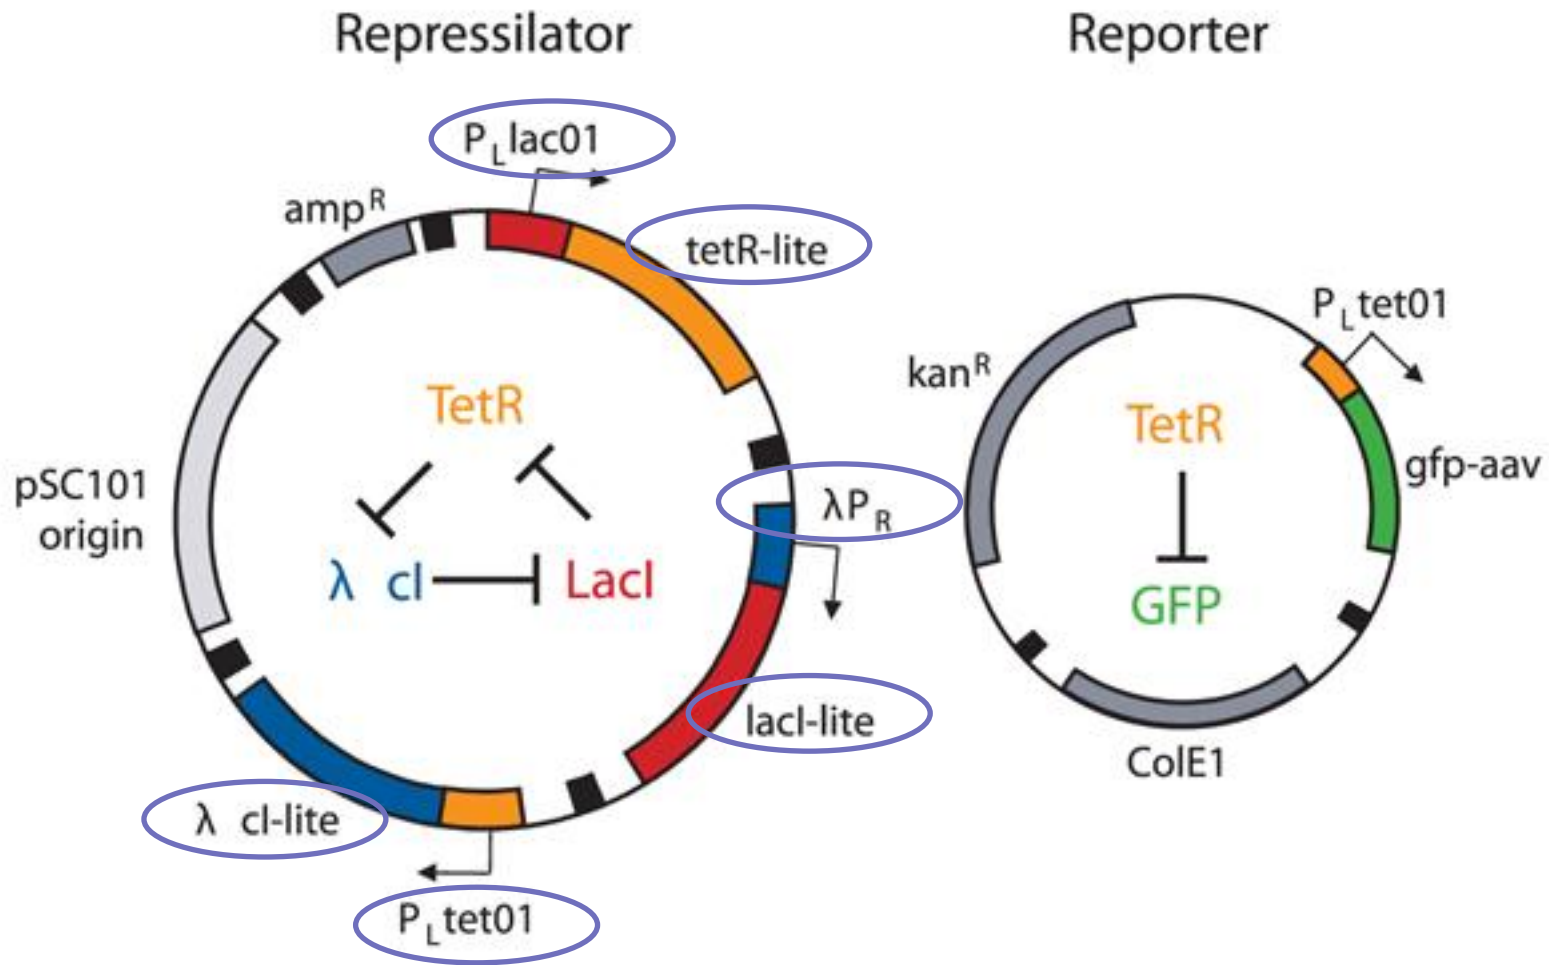 Repressilator
Reporter
PLlac01
ampR
tetR-lite
PLtet01
kanR
TetR
TetR
gfp-aav
pSC101
origin
λPR
λ cI
LacI
GFP
lacI-lite
ColE1
λ cI-lite
PLtet01